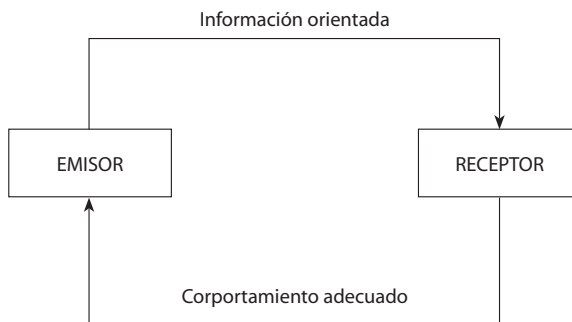 Información orientada
EMISOR
RECEPTOR
Corportamiento adecuado